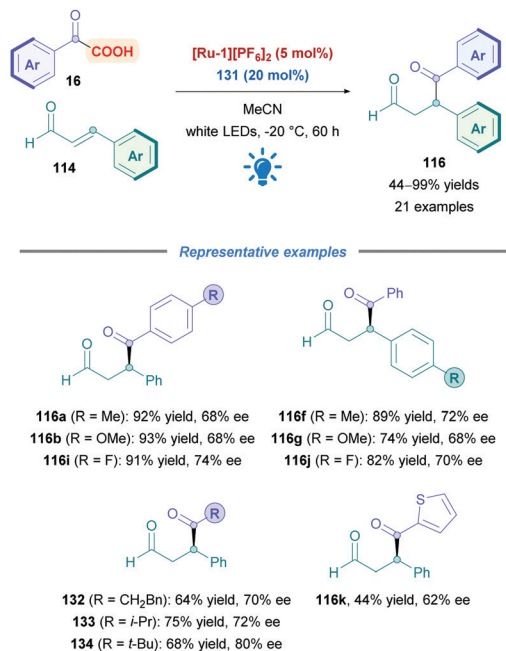 O
Ar
COOH
16
O
H
Ar
114
[Ru-1][PF6]2 (5 mol%)
131 (20 mol%)
MeCN
white LEDs, -20 °C, 60 h
O
Ar
O
H
Ar
116
44–99% yields
21 examples
Representative examples
R
O
O
H
Ph
116a (R = Me): 92% yield, 68% ee
116b (R = OMe): 93% yield, 68% ee
116i (R = F): 91% yield, 74% ee
O
Ph
O
H
R
116f (R = Me): 89% yield, 72% ee
116g (R = OMe): 74% yield, 68% ee
116j (R = F): 82% yield, 70% ee
O
R
O
H
Ph
132 (R = CH2Bn): 64% yield, 70% ee
133 (R = i-Pr): 75% yield, 72% ee
134 (R = t-Bu): 68% yield, 80% ee
S
O
O
H
Ph
116k, 44% yield, 62% ee